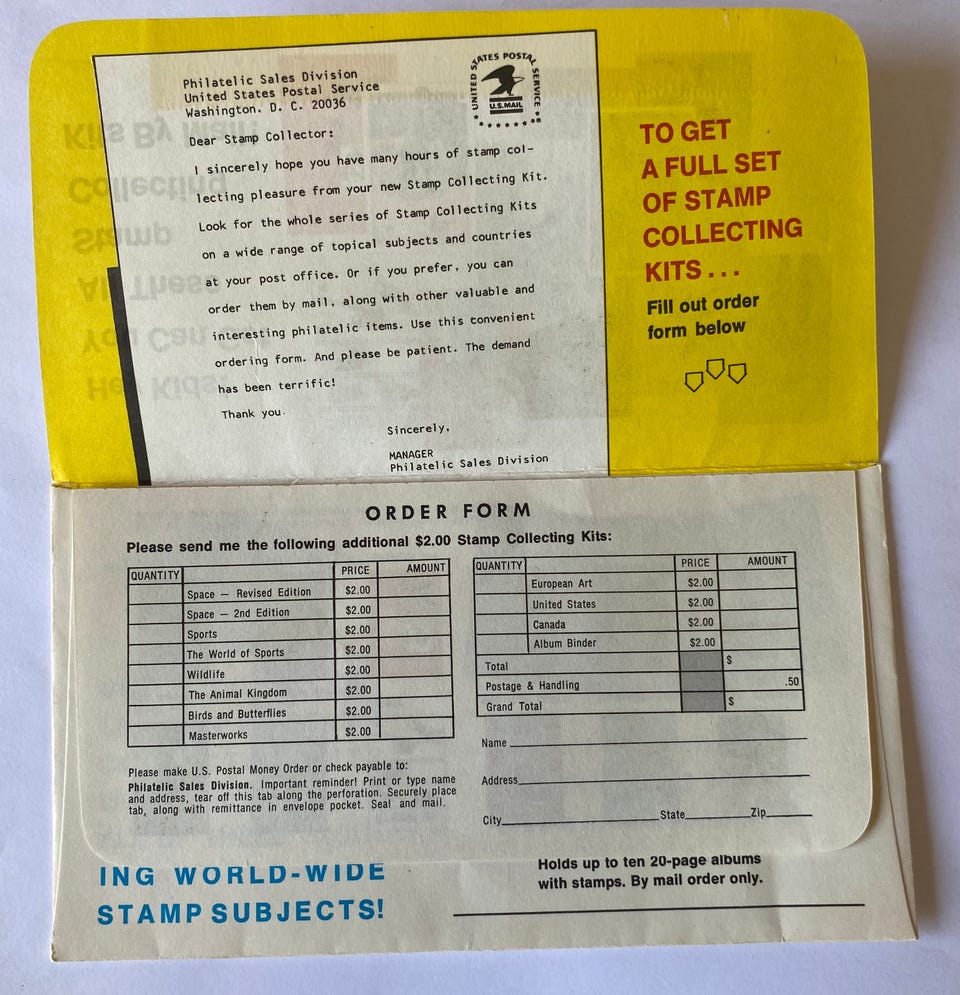 Philatelic Sales Division
United States Postal Service
Washington. D. C. 20036
UNITED STATES POSTAL SERVICE
U.S.MAIL
Dear Stamp Collector:
I sincerely hope you have many hours of stamp col-
lecting pleasure from your new Stamp Collecting Kit.
Look for the whole series of Stamp Collecting Kits
on a wide range of topical subjects and countries
at your post office. Or if you prefer, you can
order them by mail, along with other valuable and
interesting philatelic items. Use this convenient
ordering form. And please be patient. The demand
has been terrific!
Thank you.
Sincerely,
MANAGER
Philatelic Sales Division
TO GET
A FULL SET
OF STAMP
COLLECTING
KITS...
Fill out order
form below
ORDER FORM
Please send me the following additional $2.00 Stamp Collecting Kits:
QUANTITY PRICE AMOUNT
Space — Revised Edition $2.00
Space — 2nd Edition $2.00
Sports $2.00
The World of Sports $2.00
Wildlife $2.00
The Animal Kingdom $2.00
Birds and Butterflies $2.00
Masterworks $2.00
QUANTITY PRICE AMOUNT
European Art $2.00
United States $2.00
Canada $2.00
Album Binder $2.00
Total $
Postage & Handling .50
Grand Total $
Please make U.S. Postal Money Order or check payable to:
Philatelic Sales Division. Important reminder! Print or type name
and address, tear off this tab along the perforation. Securely place
tab, along with remittance in envelope pocket. Seal and mail.
Name
Address
City State Zip
ING WORLD-WIDE
STAMP SUBJECTS!
Holds up to ten 20-page albums
with stamps. By mail order only.